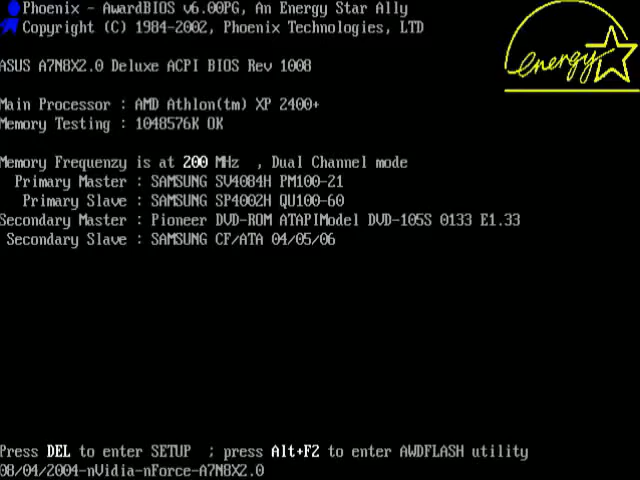 Phoenix - AwardBIOS v6.00PG, An Energy Star Ally
Copyright (C) 1984-2002, Phoenix Technologies, LTD
energy
ASUS A7N8X2.0 Deluxe ACPI BIOS Rev 1008
Main Processor : AMD Athlon(tm) XP 2400+
Memory Testing : 1048576K OK
Memory Frequenzy is at 200 MHz , Dual Channel mode
Primary Master : SAMSUNG SV4084H PM100-21
Primary Slave : SAMSUNG SP4002H QU100-60
Secondary Master : Pioneer DVD-ROM ATAPIModel DVD-105S 0133 E1.33
Secondary Slave : SAMSUNG CF/ATA 04/05/06
Press DEL to enter SETUP ; press Alt+F2 to enter AWDFLASH utility
08/04/2004-nVidia-nForce-A7N8X2.0